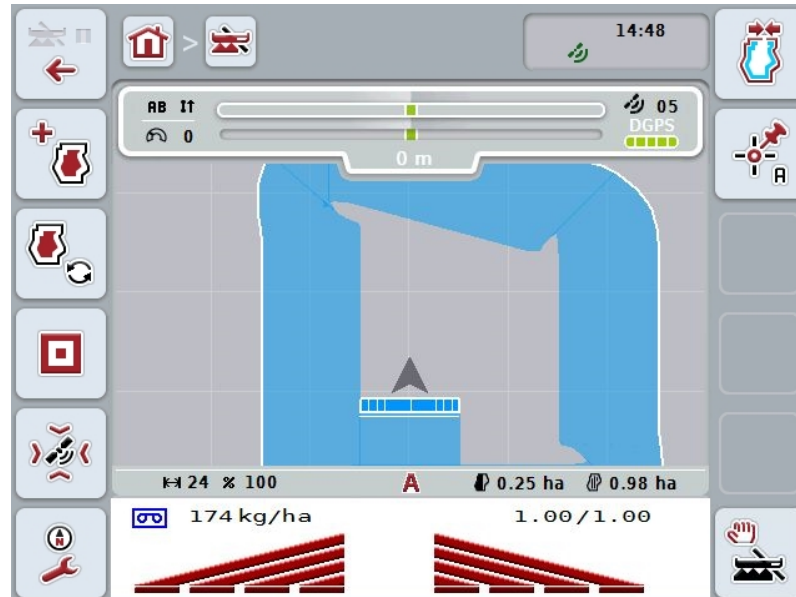 >
14:48
AB
05
0
DGPS
0 m
A
24 % 100
A
0.25 ha
0.98 ha
N
174 kg/ha
1.00/1.00